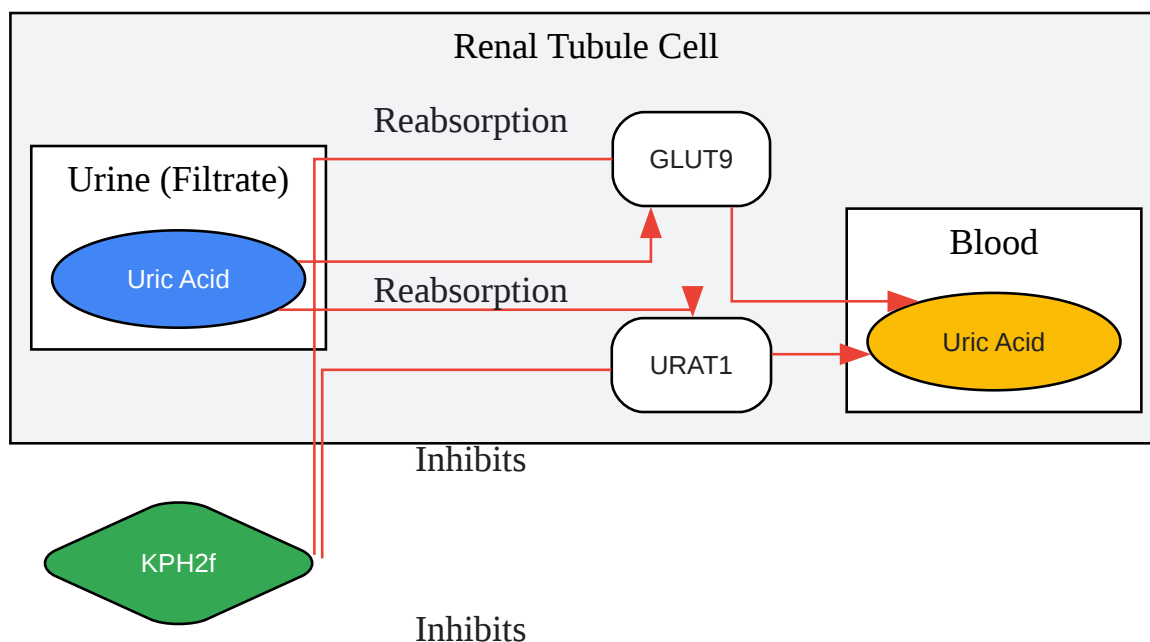 Renal Tubule Cell
Reabsorption
GLUT9
Urine (Filtrate)
Uric Acid
Reabsorption
Blood
Uric Acid
URAT1
Inhibits
KPH2f
Inhibits